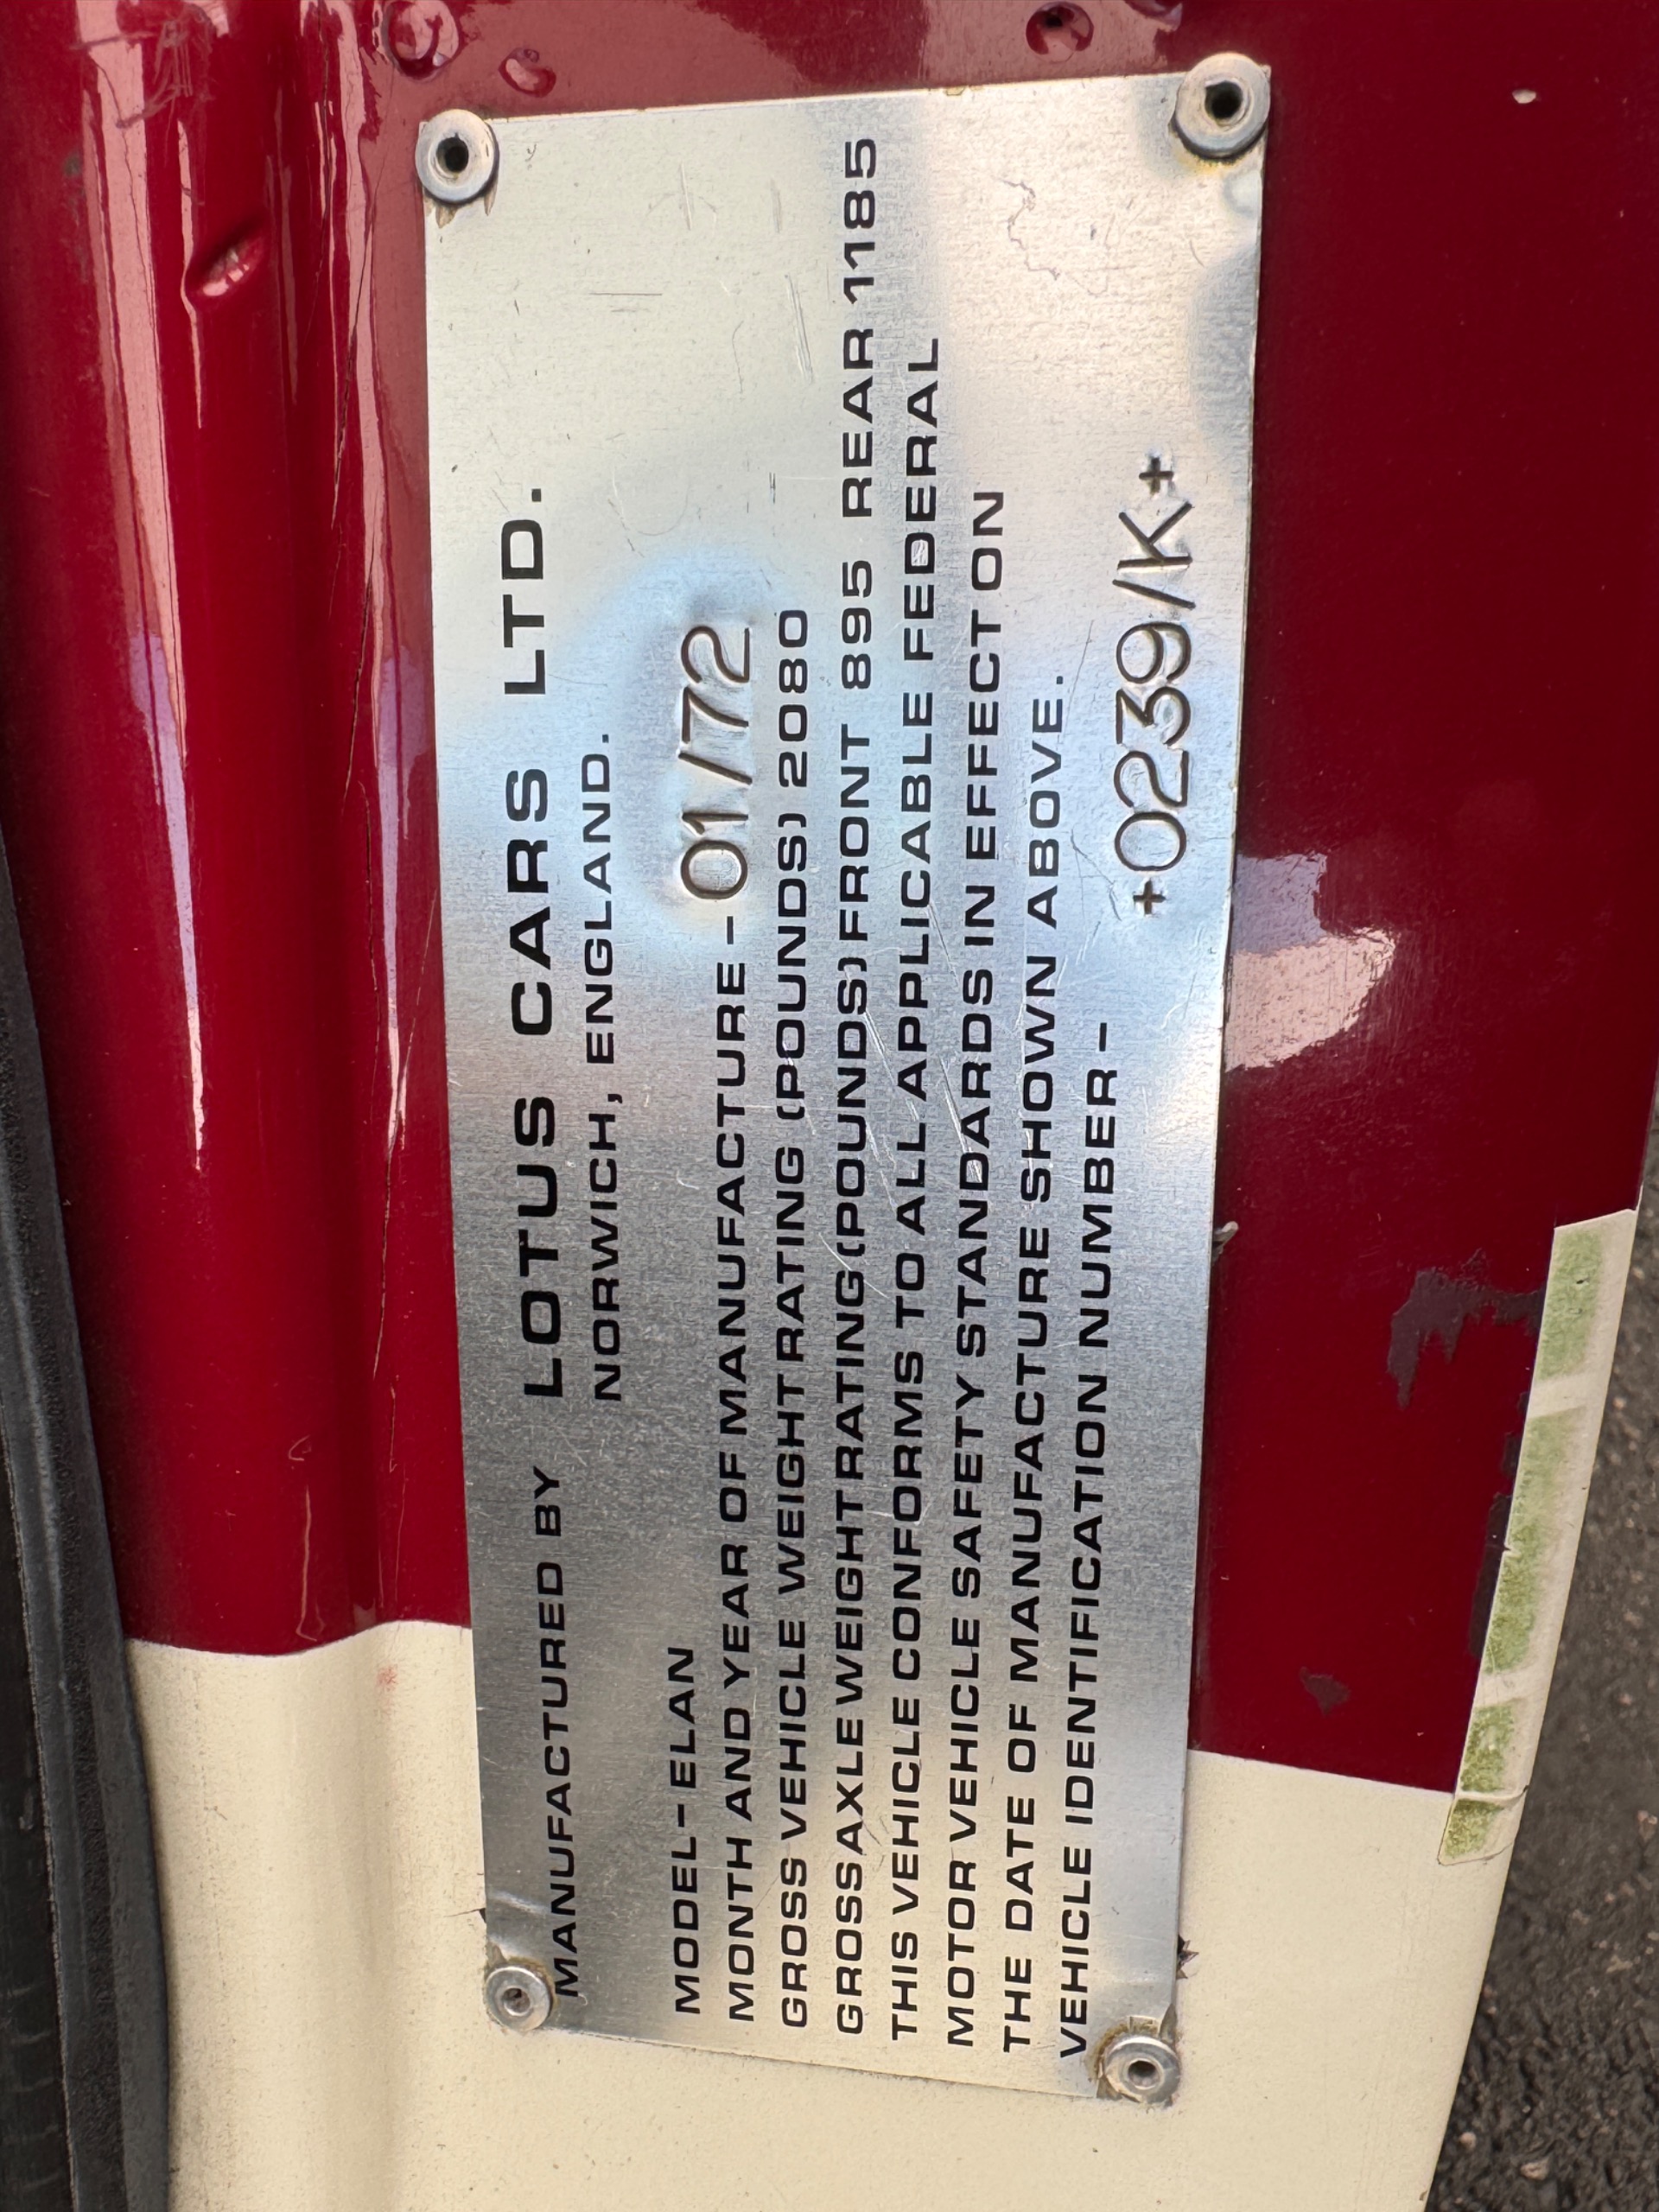 MANUFACTURED BY LOTUS CARS LTD.
NORWICH, ENGLAND.
MODEL- ELAN
MONTH AND YEAR OF MANUFACTURE - 01/72
GROSS VEHICLE WEIGHT RATING (POUNDS) 2080
GROSS AXLE WEIGHT RATING (POUNDS) FRONT 895 REAR 1185
THIS VEHICLE CONFORMS TO ALL APPLICABLE FEDERAL
MOTOR VEHICLE SAFETY STANDARDS IN EFFECT ON
THE DATE OF MANUFACTURE SHOWN ABOVE.
VEHICLE IDENTIFICATION NUMBER - +0239/K+